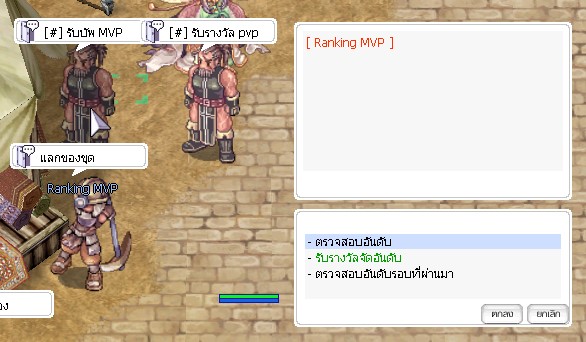 [#] รับบัพ MVP
[#] รับรางวัล pvp
แลกของขุด
Ranking MVP
[ Ranking MVP ]
- ตรวจสอบอันดับ
- รับรางวัลจัดอันดับ
- ตรวจสอบอันดับรอบที่ผ่านมา
ตกลง
ยกเลิก